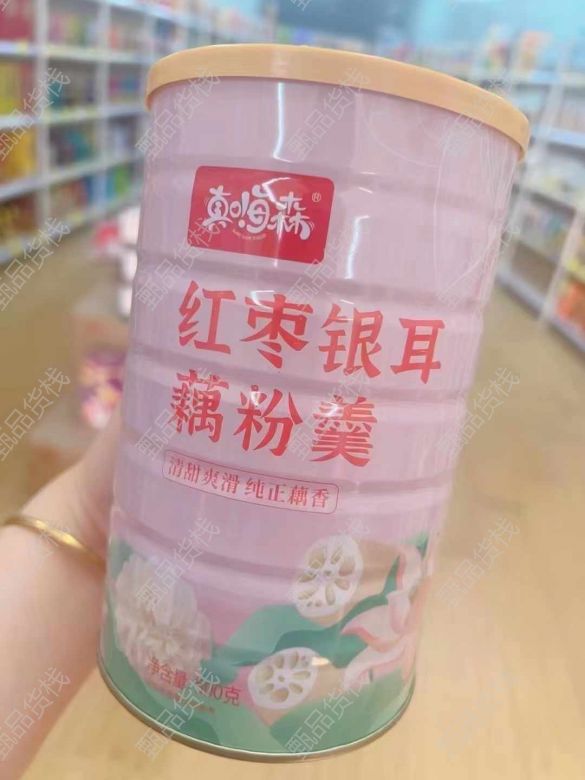 真嗨森®
红枣银耳
藕粉羹
清甜爽滑 纯正藕香
净含量
甄品货栈